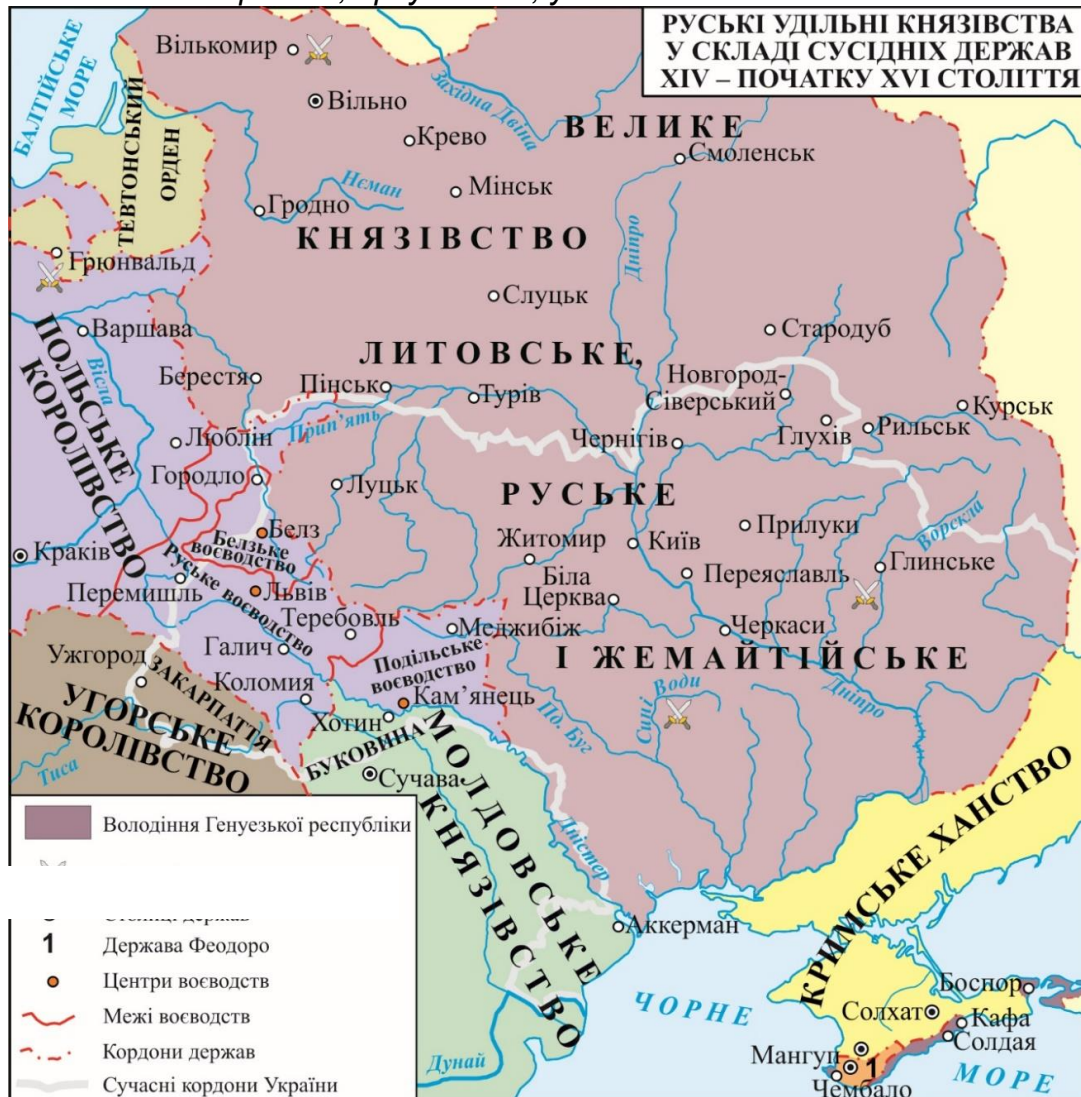 РУСЬКІ УДІЛЬНІ КНЯЗІВСТВА
У СКЛАДІ СУСІДНІХ ДЕРЖАВ
XIV – ПОЧАТКУ XVI СТОЛІТТЯ
БАЛТІЙСЬКЕ
МОРЕ
Вількомир
Вільно
Крево
Західна Двіна
ВЕЛИКЕ
Смоленськ
ТЕВТОНСЬКИЙ
ОРДЕН
Неман
Мінськ
Гродно
КНЯЗІВСТВО
Дніпро
Грюнвальд
Слуцьк
Варшава
Вісла
ПОЛЬСЬКЕ
КОРОЛІВСТВО
ЛИТОВСЬКЕ,
Стародуб
Берестя
Пінськ
Турів
Новгород-
Сіверський
Курськ
Прип'ять
Люблін
Чернігів
Глухів
Рильськ
Городло
Луцьк
РУСЬКЕ
Белз
Белзьке
воєводство
Житомир
Київ
Прилуки
Ворскла
Краків
Руське воєводство
Перемишль
Львів
Біла
Церква
Переяславль
Глинське
Теребовль
Меджибіж
Черкаси
Галич
Подільське
воєводство
І ЖЕМАЙТІЙСЬКЕ
Ужгород
ЗАКАРПАТТЯ
Коломия
Кам’янець
Сині Води
Дніпро
УГОРСЬКЕ
КОРОЛІВСТВО
Хотин
Пд. Буг
БУКОВИНА
Тиса
Сучава
МОЛДОВСЬКЕ
КНЯЗІВСТВО
Дністер
КРИМСЬКЕ ХАНСТВО
Аккерман
Дунай
ЧОРНЕ
МОРЕ
Боспор
Солхат
Кафа
Солдая
Мангуп
1
Чембало
Володіння Генуезької республіки
1 Держава Феодоро
Центри воєводств
Межі воєводств
Кордони держав
Сучасні кордони України